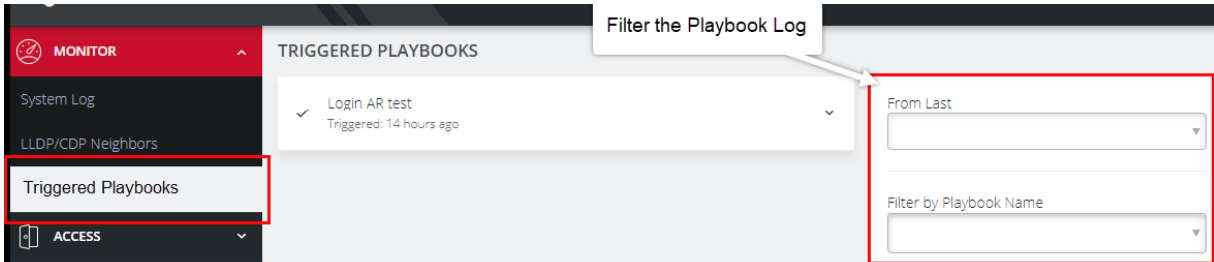 Filter the Playbook Log
MONITOR
System Log
LLDP/CDP Neighbors
Triggered Playbooks
ACCESS
TRIGGERED PLAYBOOKS
Login AR test
Triggered: 14 hours ago
From Last
Filter by Playbook Name